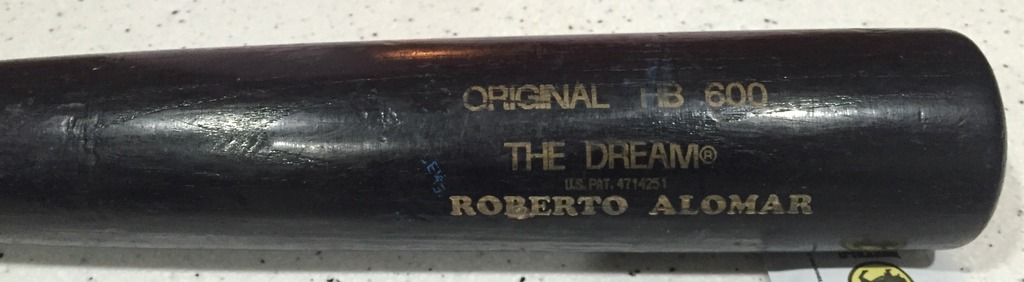 ORIGINAL HB 600
THE DREAM®
U.S. PAT. 4714251
ROBERTO ALOMAR